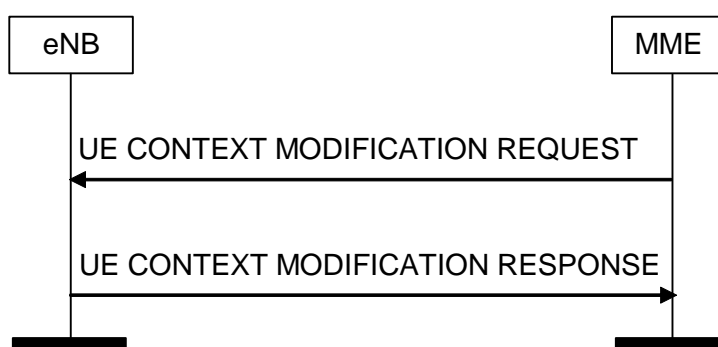 eNB
MME
UE CONTEXT MODIFICATION REQUEST
UE CONTEXT MODIFICATION RESPONSE